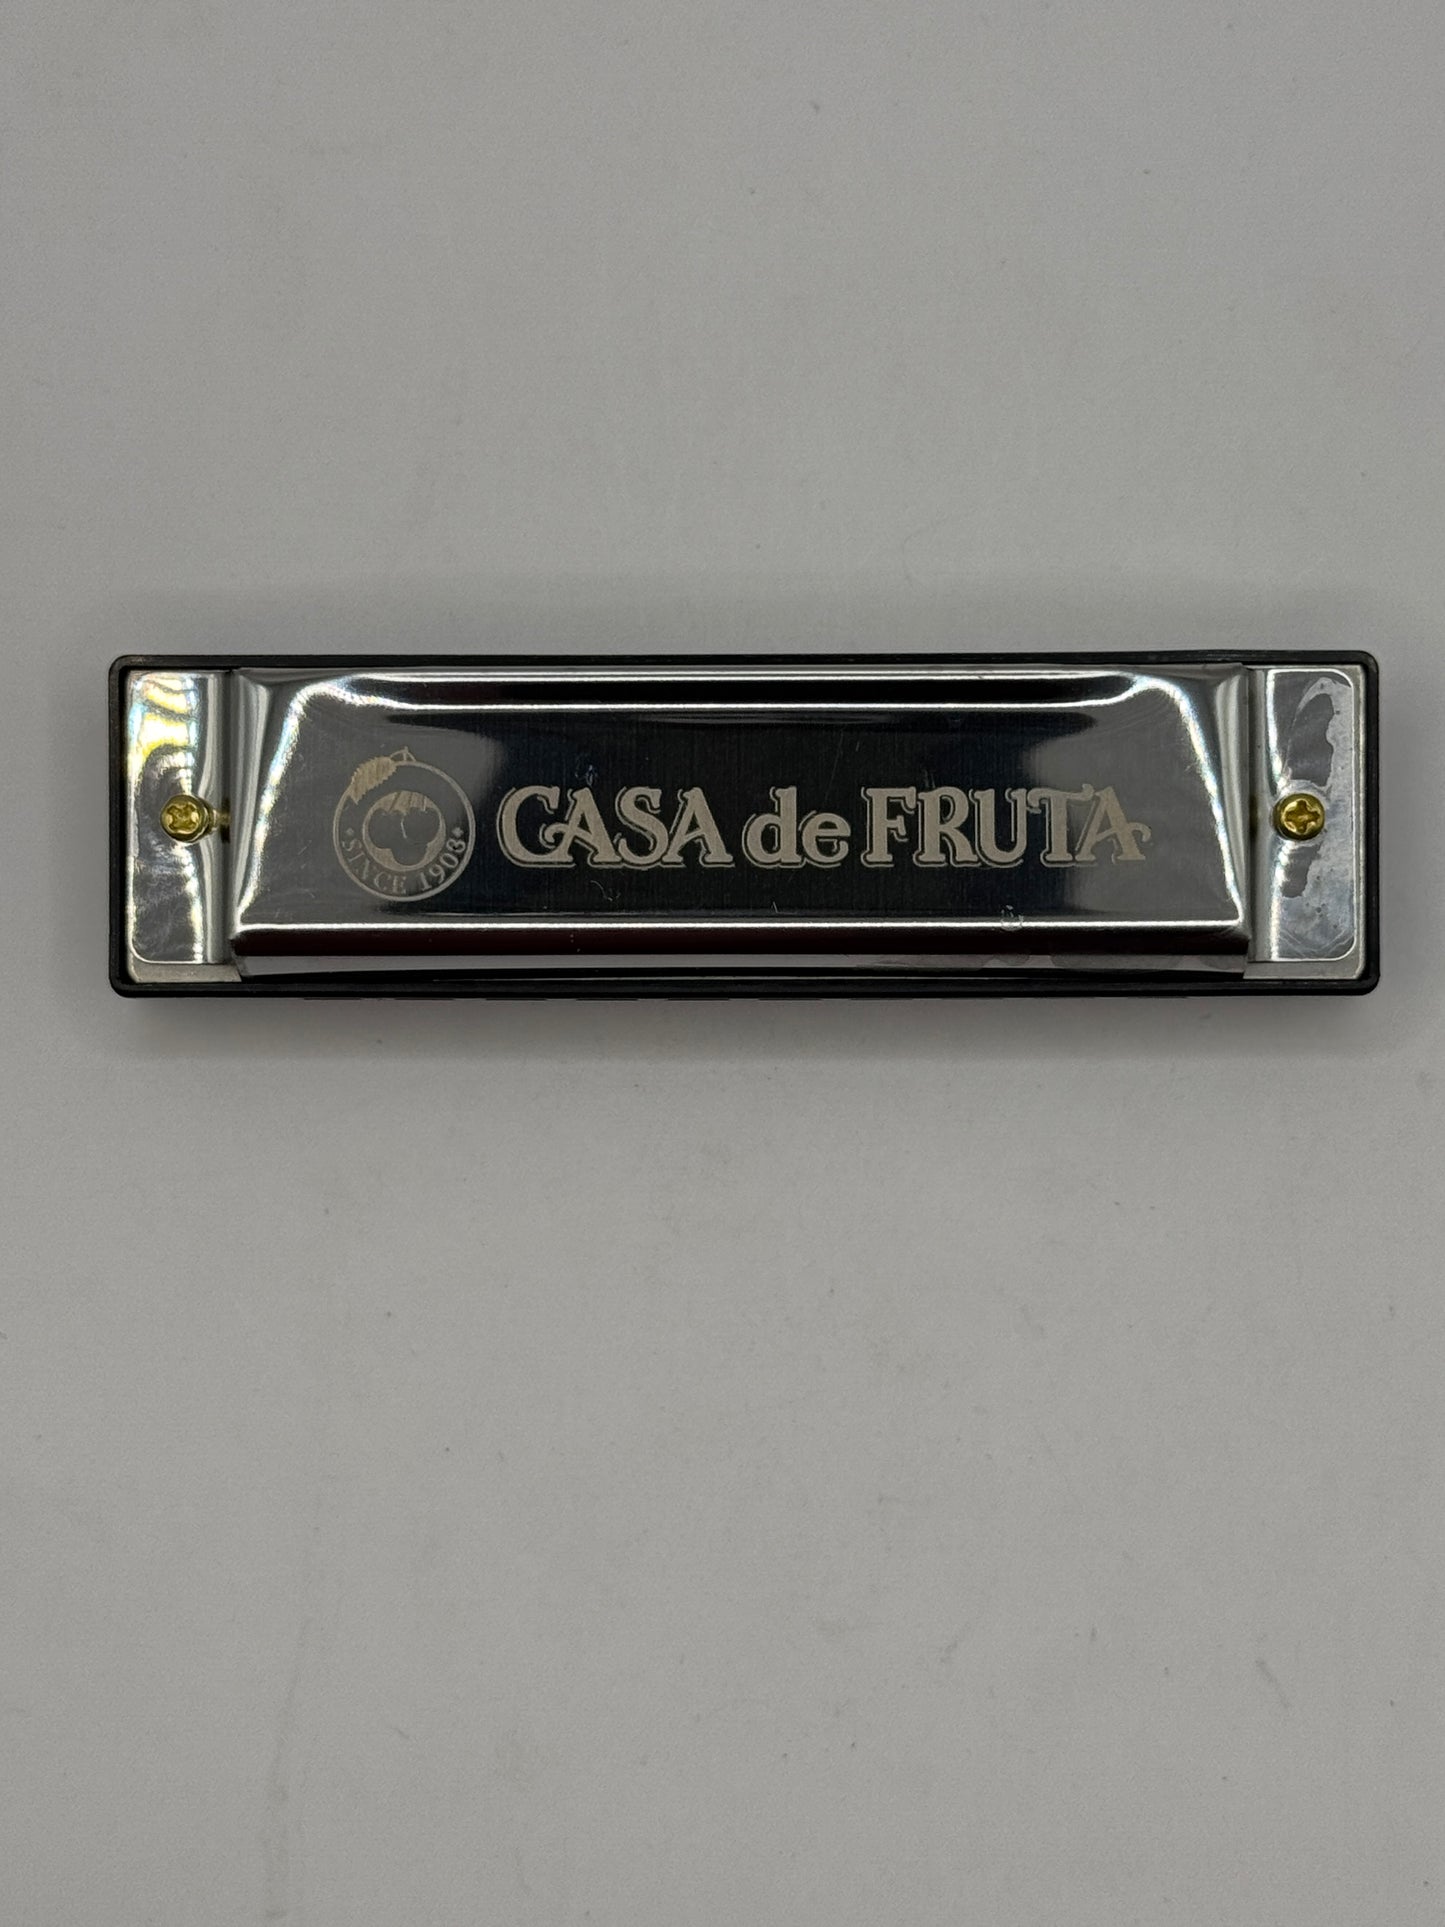 SINCE 1908
CASA de FRUTA